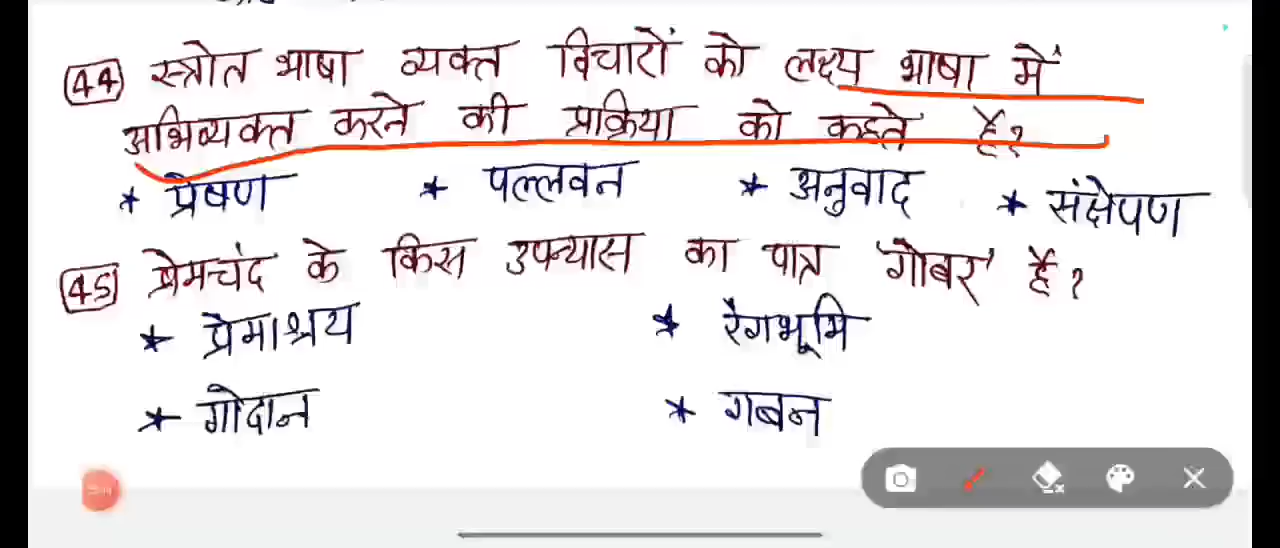 (44) स्त्रोत भाषा व्यक्त विचारों को लक्ष्य भाषा में
अभिव्यक्त करने की प्रक्रिया को कहते हैं?
* प्रेषण * पल्लवन * अनुवाद * संक्षेपण
(45) प्रेमचंद के किस उपन्यास का पात्र 'गोबर' है?
* प्रेमाश्रय * रंगभूमि
* गोदान * गबन